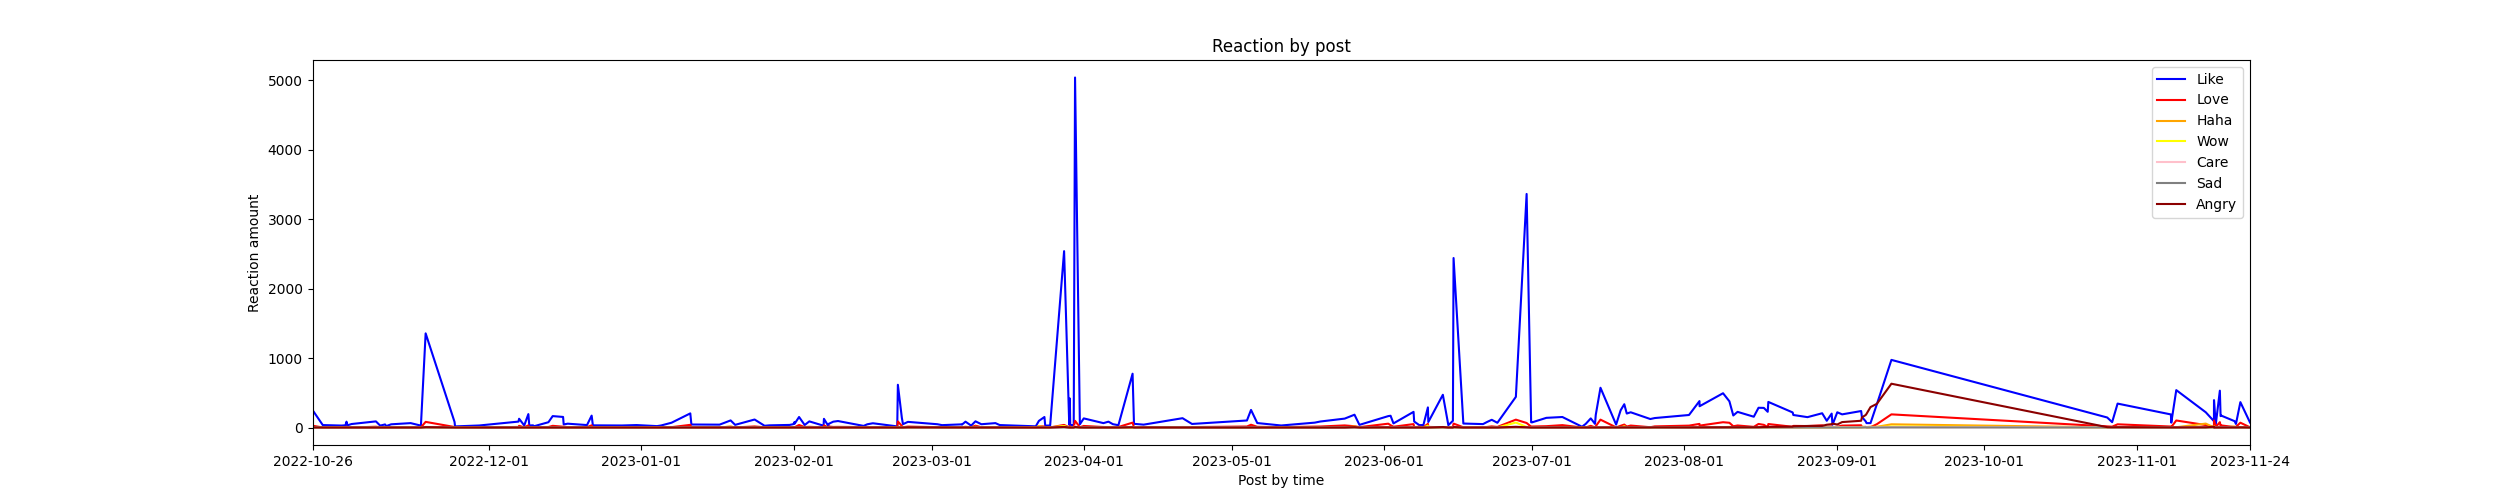 Reaction by post
5000
4000
3000
2000
1000
0
Reaction amount
Like
Love
Haha
Wow
Care
Sad
Angry
2022-10-26 2022-12-01 2023-01-01 2023-02-01 2023-03-01 2023-04-01 2023-05-01 2023-06-01 2023-07-01 2023-08-01 2023-09-01 2023-10-01 2023-11-01 2023-11-24
Post by time